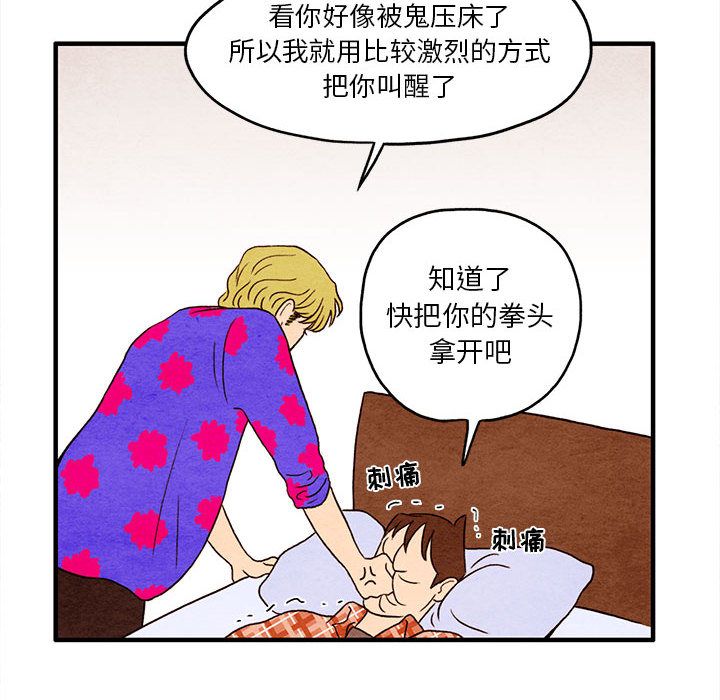 看你好像被鬼压床了
所以我就用比较激烈的方式
把你叫醒了
知道了
快把你的拳头
拿开吧
刺痛
刺痛